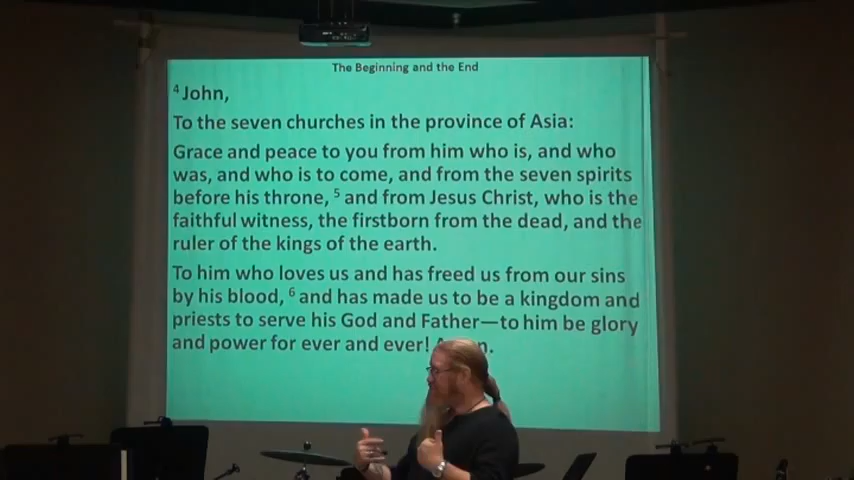 The Beginning and the End
4 John,
To the seven churches in the province of Asia:
Grace and peace to you from him who is, and who
was, and who is to come, and from the seven spirits
before his throne, 5 and from Jesus Christ, who is the
faithful witness, the firstborn from the dead, and the
ruler of the kings of the earth.
To him who loves us and has freed us from our sins
by his blood, 6 and has made us to be a kingdom and
priests to serve his God and Father—to him be glory
and power for ever and ever!